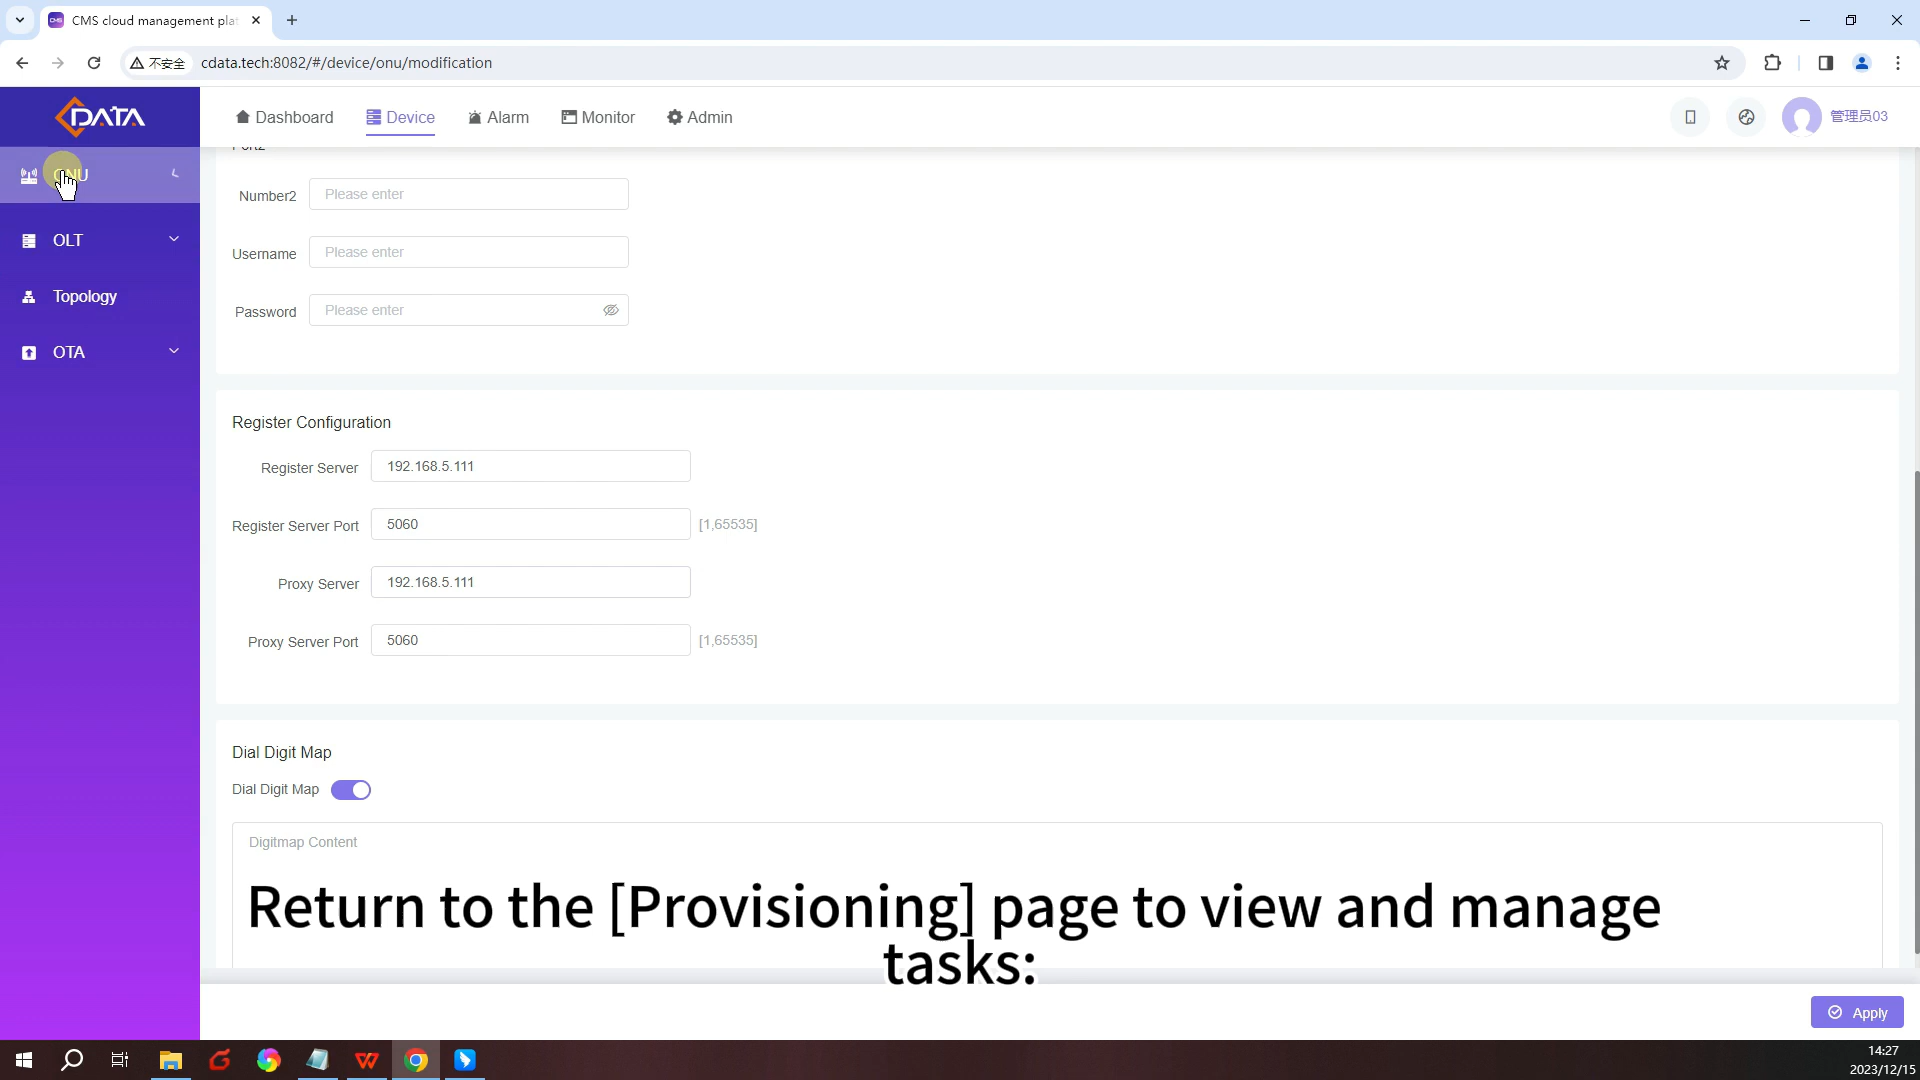 CMS cloud management pla
不安全
cdata.tech:8082/#/device/onu/modification
DATA
Dashboard
Device
Alarm
Monitor
Admin
管理员03
ONU
OLT
Topology
OTA
Port2
Number2
Please enter
Username
Please enter
Password
Please enter
Register Configuration
Register Server
192.168.5.111
Register Server Port
5060
[1,65535]
Proxy Server
192.168.5.111
Proxy Server Port
5060
[1,65535]
Dial Digit Map
Dial Digit Map
Digitmap Content
Return to the [Provisioning] page to view and manage
tasks:
Apply
14:27
2023/12/15